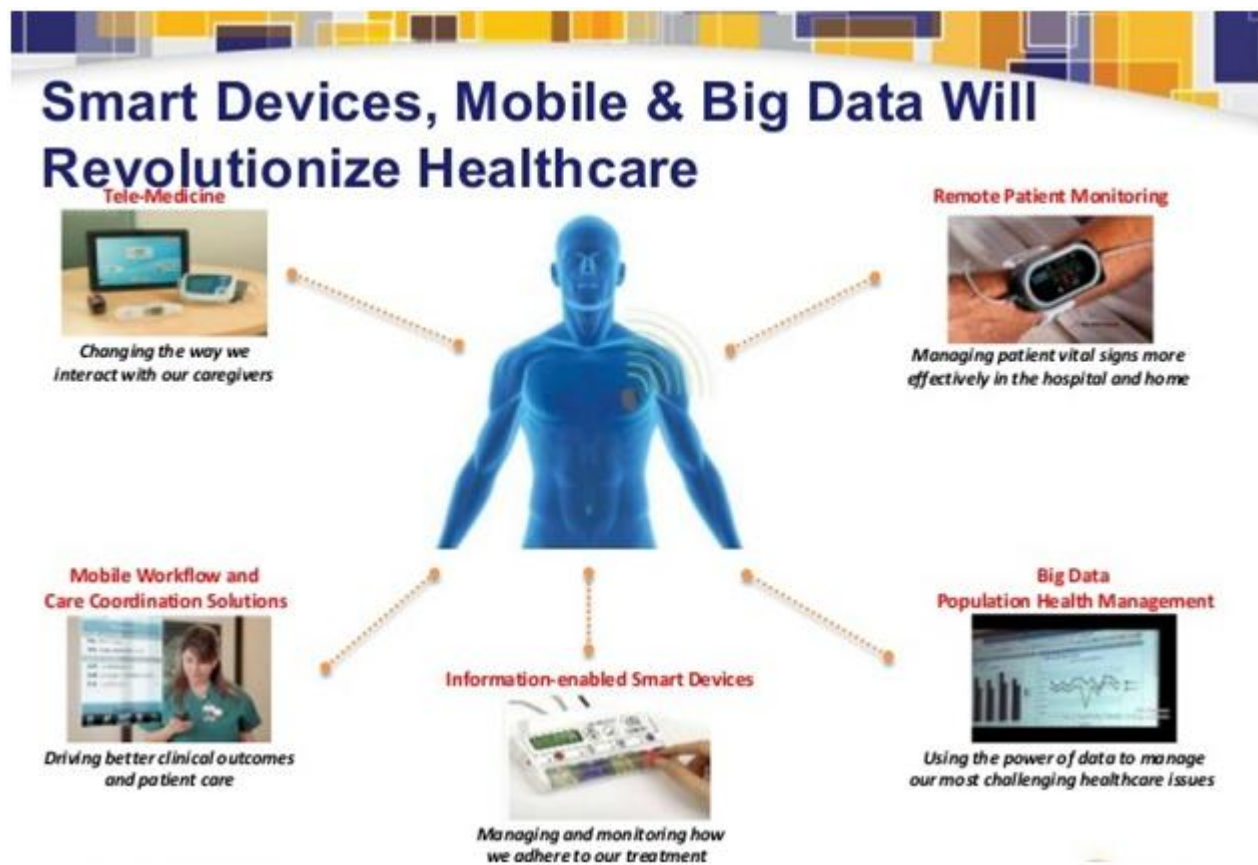 Smart Devices, Mobile & Big Data Will
Revolutionize Healthcare
Tele-Medicine
Changing the way we
interact with our caregivers
Remote Patient Monitoring
Managing patient vital signs more
effectively in the hospital and home
Mobile Workflow and
Care Coordination Solutions
Driving better clinical outcomes
and patient care
Information-enabled Smart Devices
Managing and monitoring how
we adhere to our treatment
Big Data
Population Health Management
Using the power of data to manage
our most challenging healthcare issues